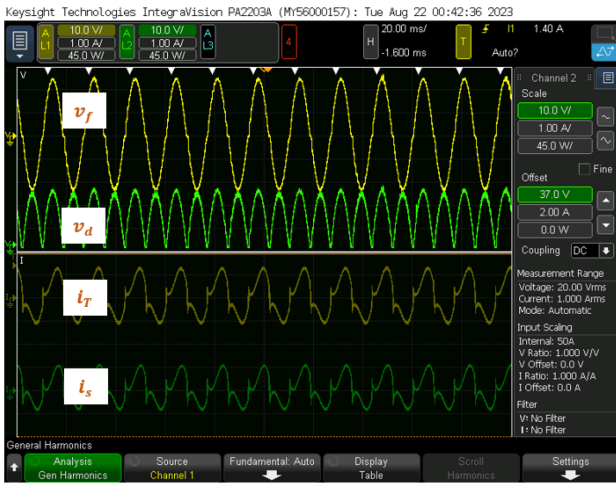 Keysight Technologies IntegraVision PA2203A (MY56000157): Tue Aug 22 00:42:36 2023
A L1 10.0 V/ 1.00 A/ 45.0 W/
A L2 10.0 V/ 1.00 A/ 45.0 W/
A L3
4
H 20.00 ms/ -1.600 ms
T I1 1.40 A Auto?
V
v_f
v_d
I
i_T
i_s
Channel 2
Scale
10.0 V/
1.00 A/
45.0 W/
Fine
Offset
37.0 V
2.00 A
0.0 W
Coupling DC
Measurement Range
Voltage: 20.00 Vrms
Current: 1.000 Arms
Mode: Automatic
Input Scaling
Internal: 50A
V Ratio: 1.000 V/V
V Offset: 0.0 V
I Ratio: 1.000 A/A
I Offset: 0.0 A
Filter
V: No Filter
I: No Filter
General Harmonics
Analysis
Gen Harmonics
Source
Channel 1
Fundamental: Auto
Display
Table
Scroll
Harmonics
Settings